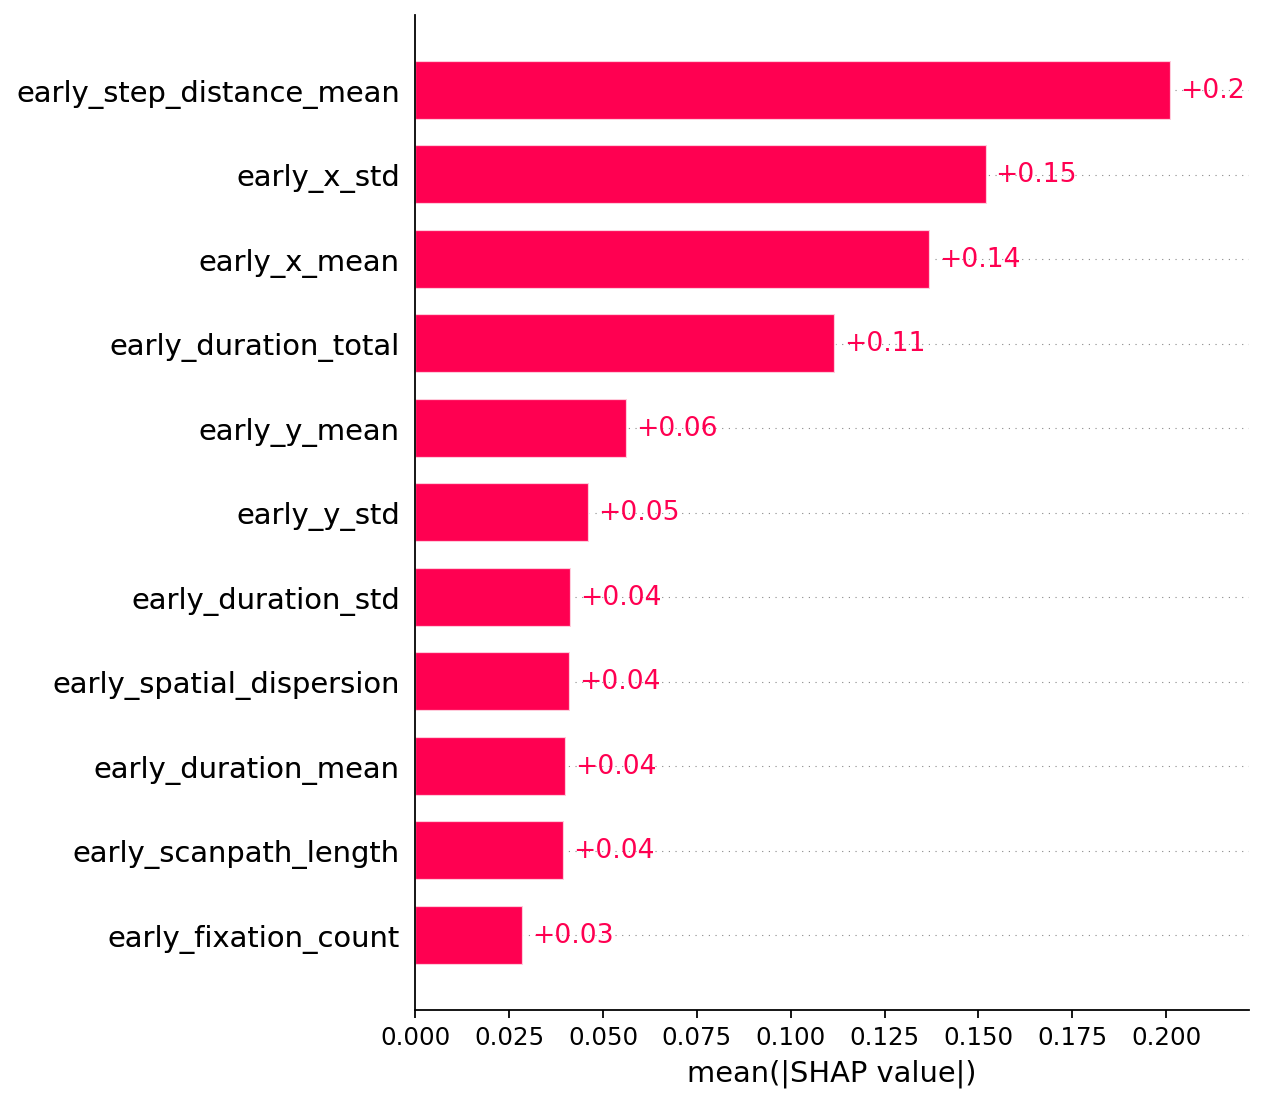 early_step_distance_mean +0.2
early_x_std +0.15
early_x_mean +0.14
early_duration_total +0.11
early_y_mean +0.06
early_y_std +0.05
early_duration_std +0.04
early_spatial_dispersion +0.04
early_duration_mean +0.04
early_scanpath_length +0.04
early_fixation_count +0.03
0.000 0.025 0.050 0.075 0.100 0.125 0.150 0.175 0.200
mean(|SHAP value|)